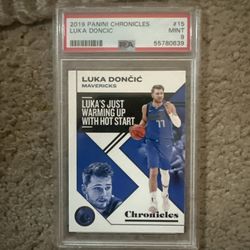 2019 PANINI CHRONICLES #15
LUKA DONCIC MINT
PSA 9
55780639
LUKA DONČIĆ
MAVERICKS
LUKA'S JUST
WARMING UP
WITH HOT START
77
Chronicles